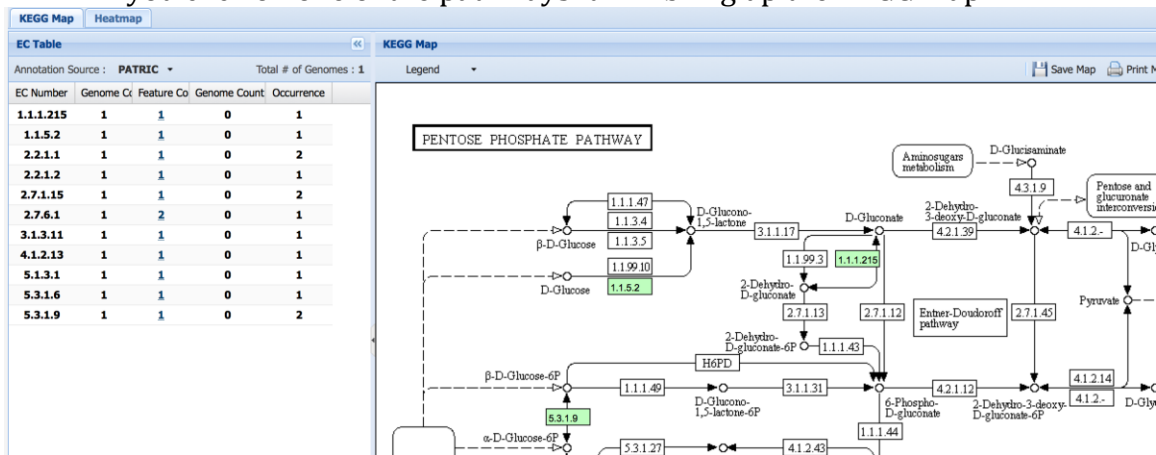 KEGG Map Heatmap
EC Table
KEGG Map
Annotation Source : PATRIC
Total # of Genomes : 1
Legend
Save Map
Print M
EC Number Genome Co Feature Co Genome Count Occurrence
1.1.1.215 1 1 0 1
1.1.5.2 1 1 0 1
2.2.1.1 1 1 0 2
2.2.1.2 1 1 0 1
2.7.1.15 1 1 0 2
2.7.6.1 1 2 0 1
3.1.3.11 1 1 0 1
4.1.2.13 1 1 0 1
5.1.3.1 1 1 0 1
5.3.1.6 1 1 0 1
5.3.1.9 1 1 0 2
PENTOSE PHOSPHATE PATHWAY
Aminosugars
metabolism
D-Glucisaminate
4.3.1.9
Pentose and
glucuronate
interconversi
1.1.1.47
1.1.3.4
1.1.3.5
β-D-Glucose
D-Glucono-
1,5-lactone
3.1.1.17
D-Gluconate
4.2.1.39
2-Dehydro-
3-deoxy-D-gluconate
4.1.2.-
D-Gly
1.1.99.10
1.1.5.2
D-Glucose
1.1.99.3
1.1.1.215
2-Dehydro-
D-gluconate
2.7.1.13
2.7.1.12
Entner-Doudoroff
pathway
2.7.1.45
Pyruvate
2-Dehydro-
D-gluconate-6P
1.1.1.43
H6PD
β-D-Glucose-6P
1.1.1.49
D-Glucono-
1,5-lactone-6P
3.1.1.31
6-Phospho-
D-gluconate
4.2.1.12
2-Dehydro-3-deoxy-
D-gluconate-6P
4.1.2.14
4.1.2.-
D-Gly
5.3.1.9
1.1.1.44
α-D-Glucose-6P
5.3.1.27
4.1.2.43